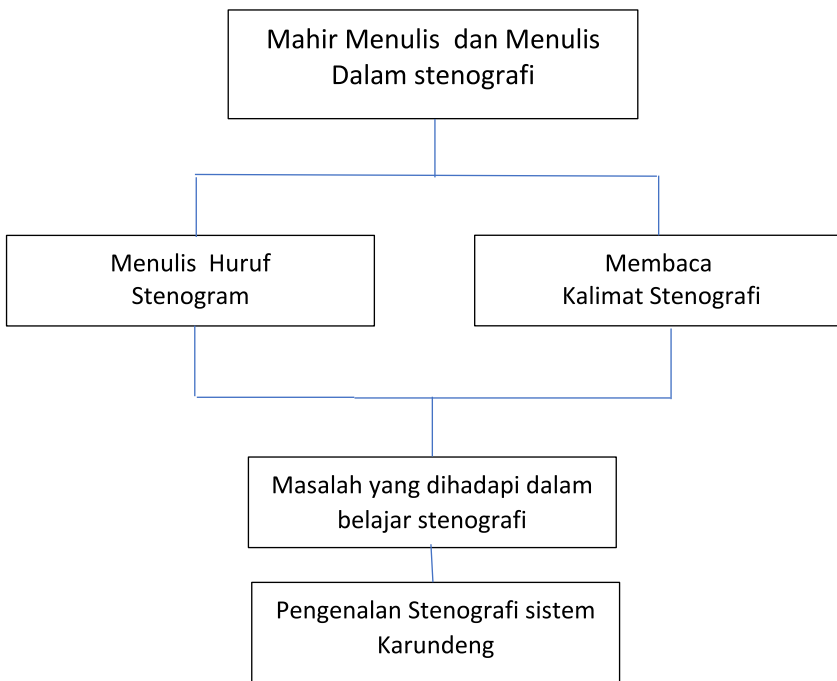 Mahir Menulis dan Menulis
Dalam stenografi
Menulis Huruf
Stenogram
Membaca
Kalimat Stenografi
Masalah yang dihadapi dalam
belajar stenografi
Pengenalan Stenografi sistem
Karundeng